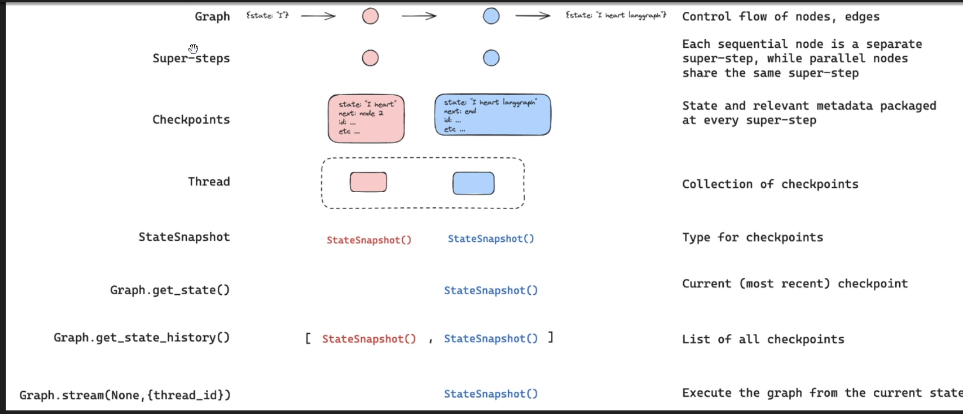 Graph {state: "I"} {state: "I heart langgraph"} Control flow of nodes, edges
Super-steps
Each sequential node is a separate
super-step, while parallel nodes
share the same super-step
Checkpoints
state: "I heart"
next: node 2
id: ...
etc ...
state: "I heart langgraph"
next: end
id: ...
etc ...
State and relevant metadata packaged
at every super-step
Thread Collection of checkpoints
StateSnapshot StateSnapshot() StateSnapshot() Type for checkpoints
Graph.get_state() StateSnapshot() Current (most recent) checkpoint
Graph.get_state_history() [ StateSnapshot() , StateSnapshot() ] List of all checkpoints
Graph.stream(None,{thread_id}) StateSnapshot() Execute the graph from the current state